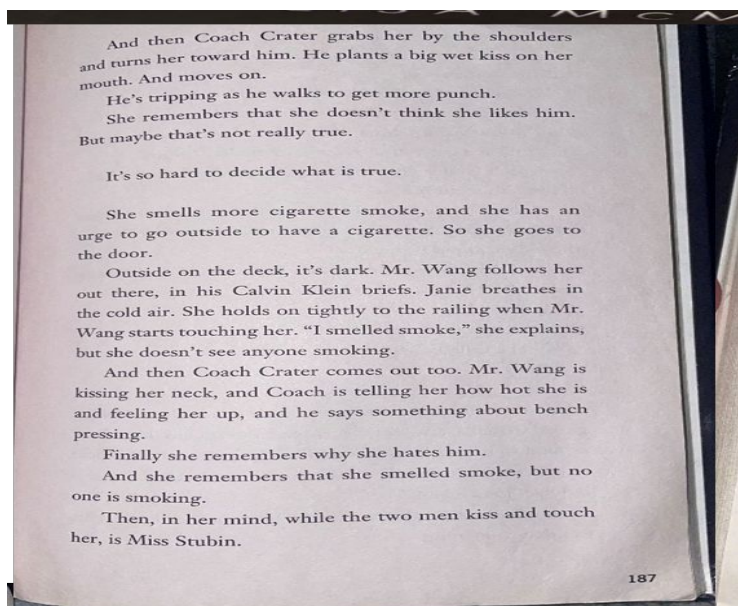 And then Coach Crater grabs her by the shoulders
and turns her toward him. He plants a big wet kiss on her
mouth. And moves on.
He's tripping as he walks to get more punch.
She remembers that she doesn't think she likes him.
But maybe that's not really true.
It's so hard to decide what is true.
She smells more cigarette smoke, and she has an
urge to go outside to have a cigarette. So she goes to
the door.
Outside on the deck, it's dark. Mr. Wang follows her
out there, in his Calvin Klein briefs. Janie breathes in
the cold air. She holds on tightly to the railing when Mr.
Wang starts touching her. "I smelled smoke," she explains,
but she doesn't see anyone smoking.
And then Coach Crater comes out too. Mr. Wang is
kissing her neck, and Coach is telling her how hot she is
and feeling her up, and he says something about bench
pressing.
Finally she remembers why she hates him.
And she remembers that she smelled smoke, but no
one is smoking.
Then, in her mind, while the two men kiss and touch
her, is Miss Stubin.
187